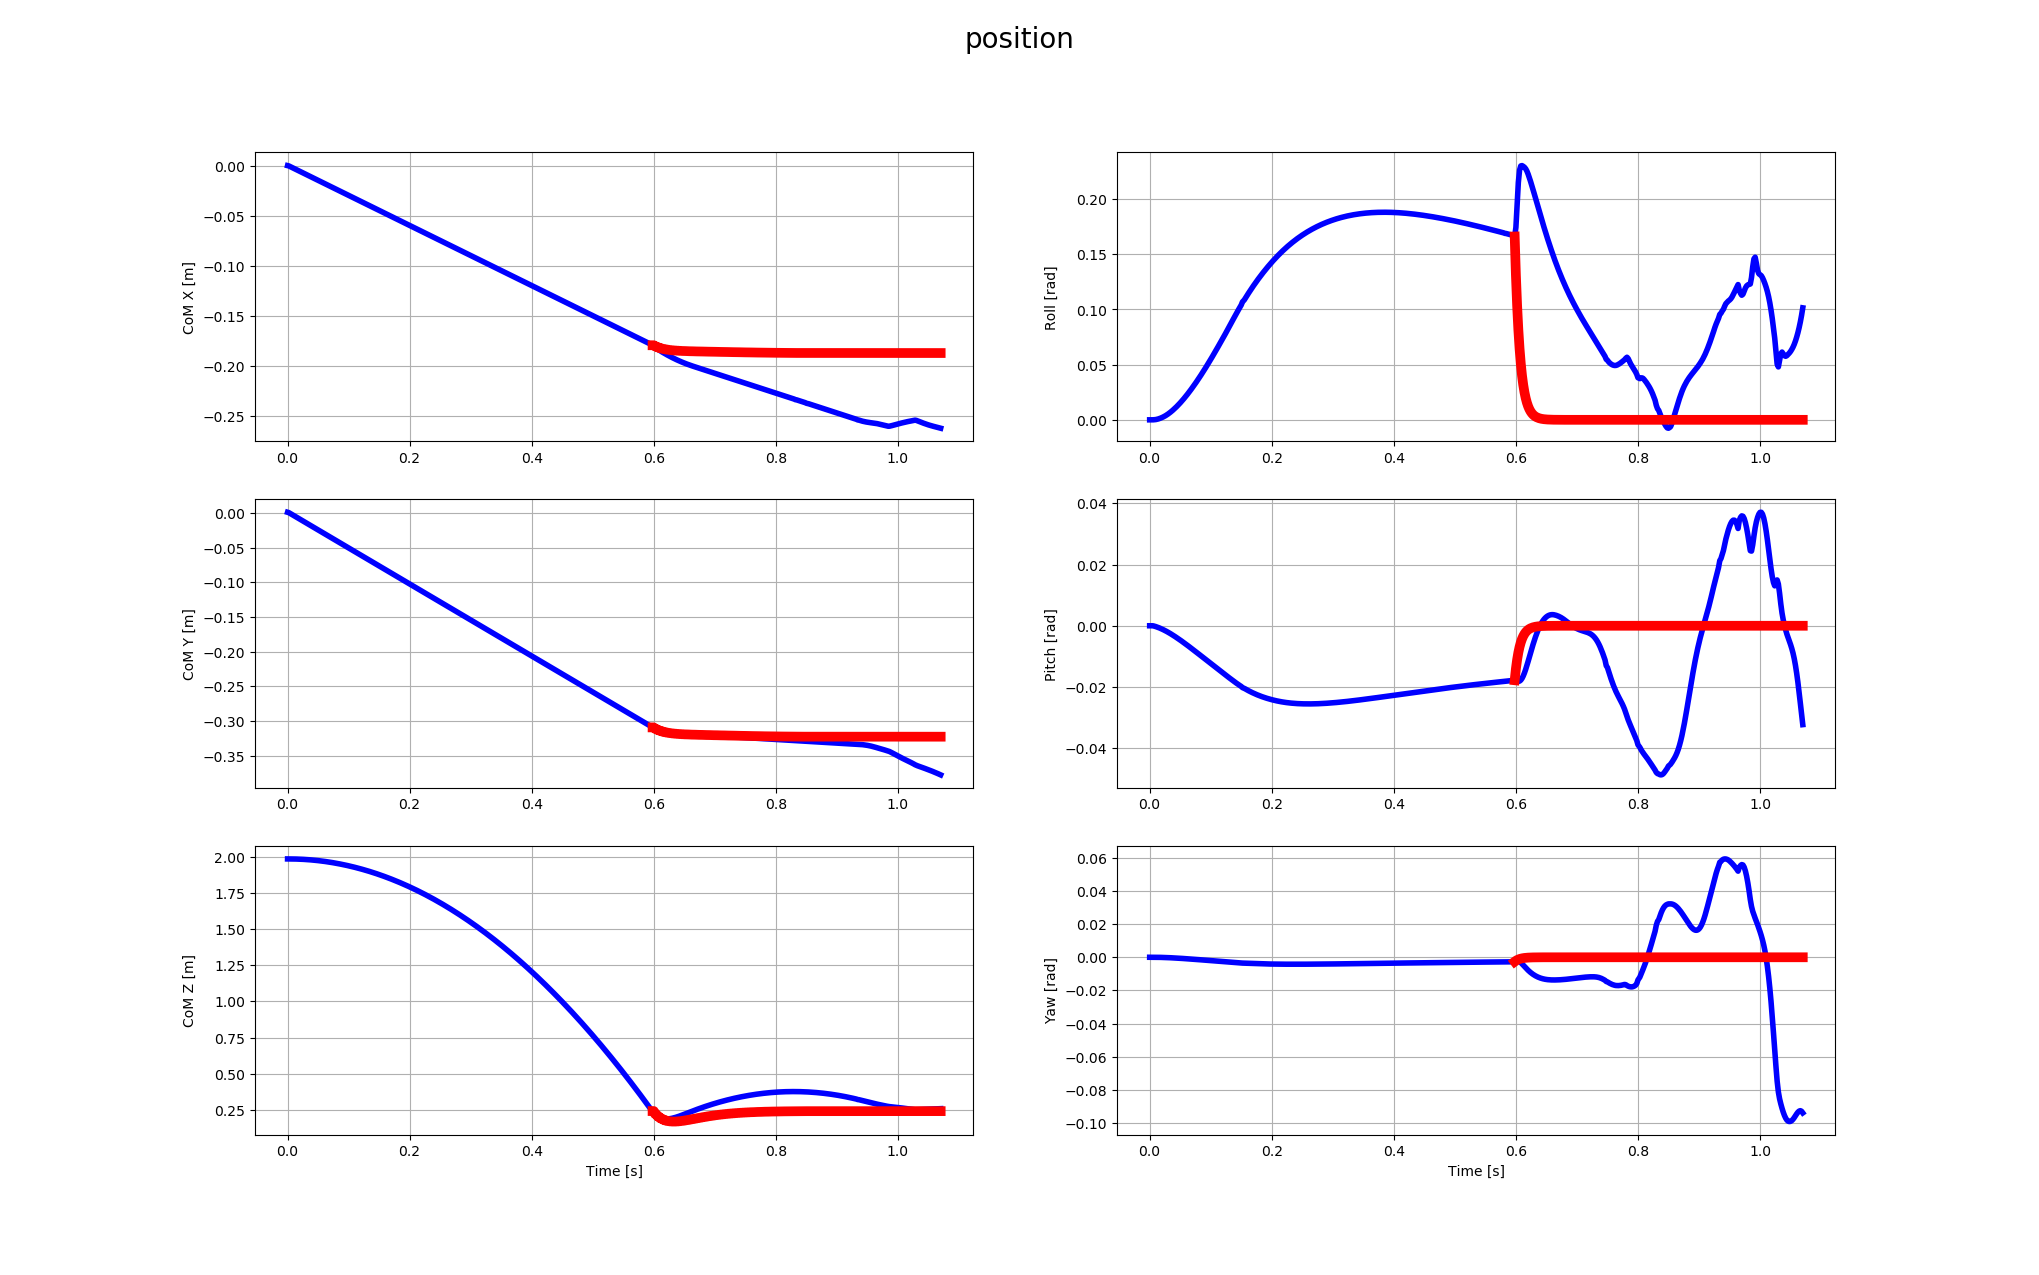 position
CoM X [m]
0.00
−0.05
−0.10
−0.15
−0.20
−0.25
0.0 0.2 0.4 0.6 0.8 1.0
Roll [rad]
0.20
0.15
0.10
0.05
0.00
0.0 0.2 0.4 0.6 0.8 1.0
CoM Y [m]
0.00
−0.05
−0.10
−0.15
−0.20
−0.25
−0.30
−0.35
0.0 0.2 0.4 0.6 0.8 1.0
Pitch [rad]
0.04
0.02
0.00
−0.02
−0.04
0.0 0.2 0.4 0.6 0.8 1.0
CoM Z [m]
2.00
1.75
1.50
1.25
1.00
0.75
0.50
0.25
0.0 0.2 0.4 0.6 0.8 1.0
Time [s]
Yaw [rad]
0.06
0.04
0.02
0.00
−0.02
−0.04
−0.06
−0.08
−0.10
0.0 0.2 0.4 0.6 0.8 1.0
Time [s]